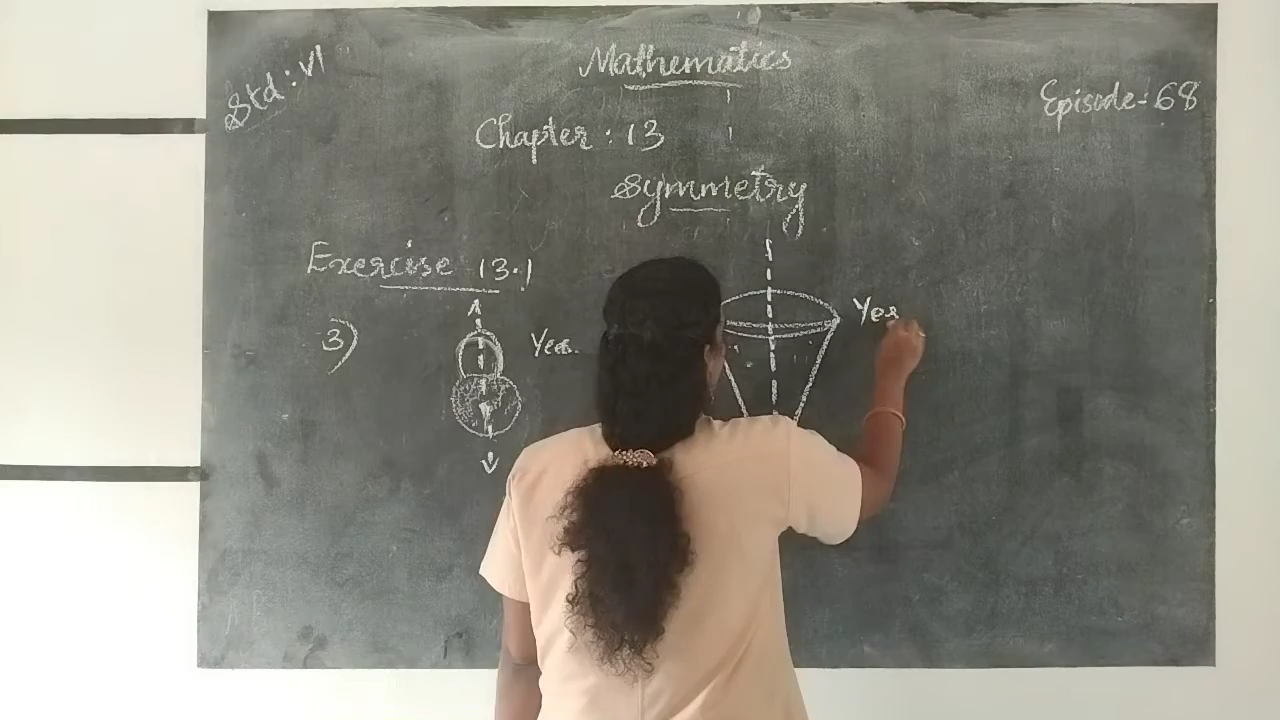 Std: VI
Mathematics
Episode-68
Chapter: 13
Symmetry
Exercise 13.1
3)
Yes.
Yes